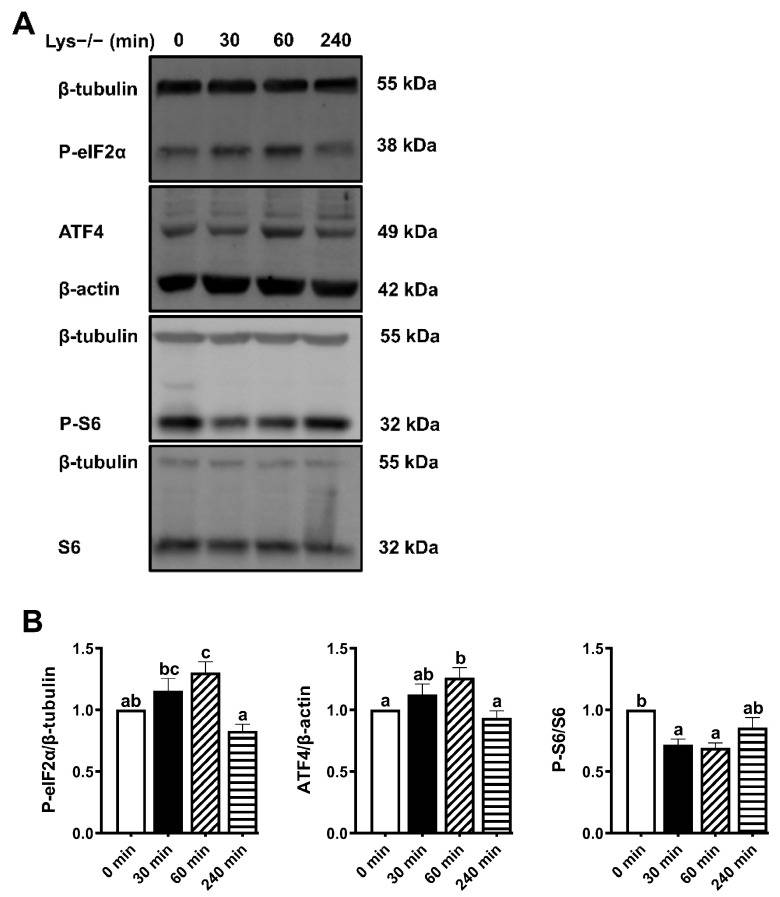 A
Lys−/− (min) 0 30 60 240
β-tubulin 55 kDa
P-eIF2α 38 kDa
ATF4 49 kDa
β-actin 42 kDa
β-tubulin 55 kDa
P-S6 32 kDa
β-tubulin 55 kDa
S6 32 kDa
B
P-eIF2α/β-tubulin
1.5
1.0
0.5
0.0
ab bc c a
0 min 30 min 60 min 240 min
ATF4/β-actin
1.5
1.0
0.5
0.0
a ab b a
0 min 30 min 60 min 240 min
P-S6/S6
1.5
1.0
0.5
0.0
b a a ab
0 min 30 min 60 min 240 min